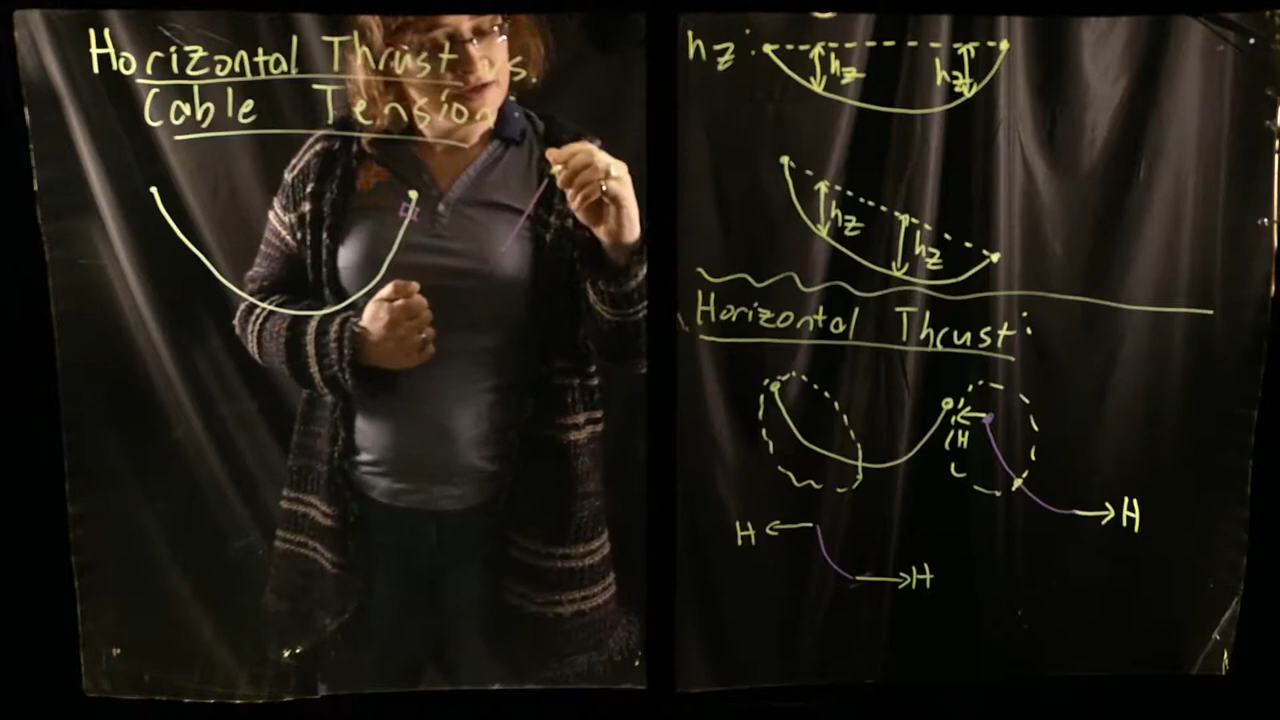 Horizontal Thrust vs.
Cable Tension:
hz:
hz
hz
hz
hz
Horizontal Thrust:
H
H
H
H